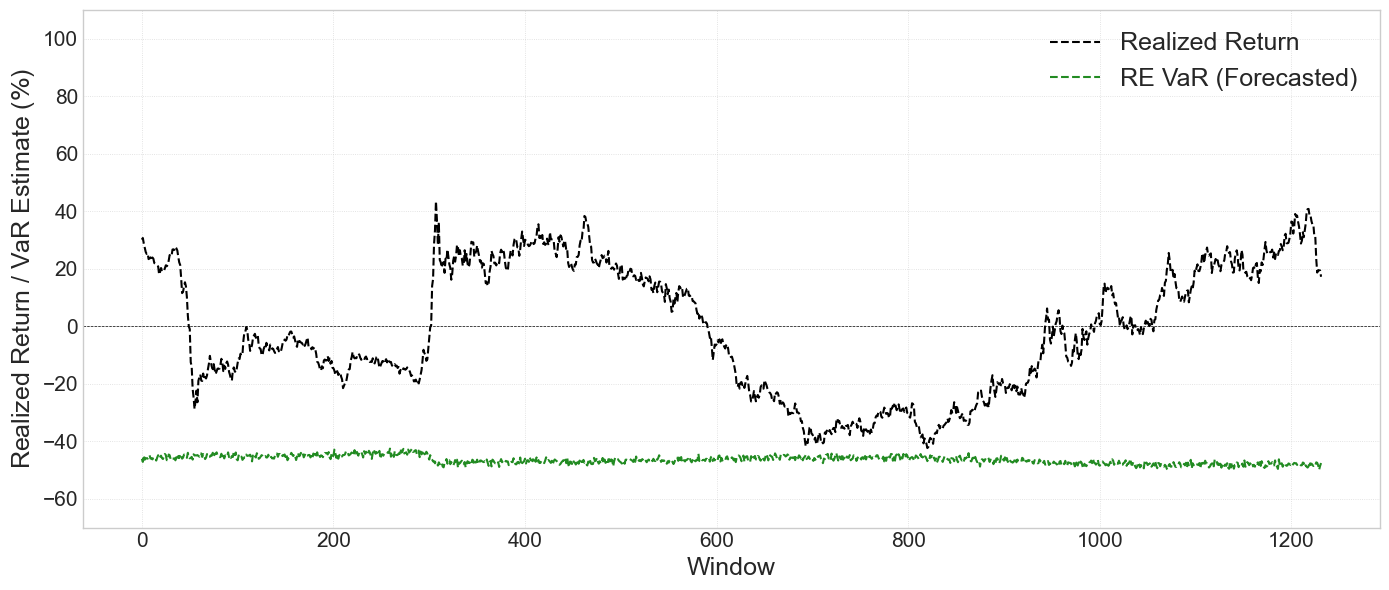 Realized Return / VaR Estimate (%)
100
80
60
40
20
0
−20
−40
−60
Realized Return
RE VaR (Forecasted)
0 200 400 600 800 1000 1200
Window